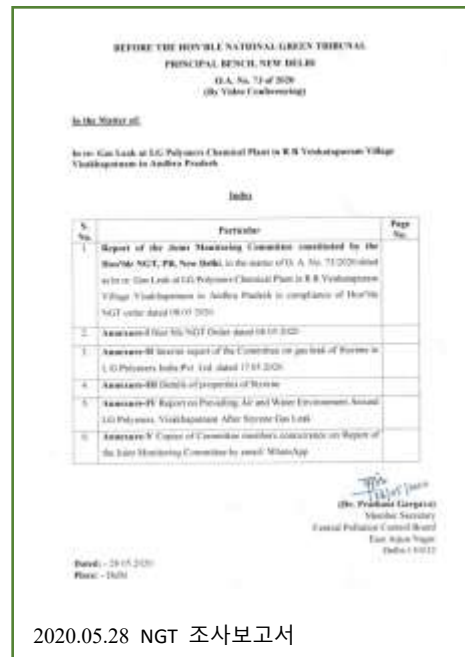 BEFORE THE HON'BLE NATIONAL GREEN TRIBUNAL
PRINCIPAL BENCH, NEW DELHI
O.A. No. 73 of 2020
(By Video Conferencing)
In the Matter of:
In re: Gas Leak at LG Polymers Chemical Plant in R R Venkatapuram Village
Visakhapatnam in Andhra Pradesh
Index
S. No. Particular Page No.
1. Report of the Joint Monitoring Committee constituted by the
Hon'ble NGT, PB, New Delhi, in the matter of O. A. No. 73/2020
in re: Gas Leak at LG Polymers Chemical Plant in R R Venkatapuram
Village Visakhapatnam in Andhra Pradesh in compliance of Hon'ble
NGT order dated 08.05.2020
2. Annexure-I Hon'ble NGT Order dated 08.05.2020
3. Annexure-II Interim report of the Committee on gas leak of Styrene in
LG Polymers India Pvt. Ltd. dated 17.05.2020
4. Annexure-III Details of properties of Styrene
5. Annexure-IV Report on Prevailing Air and Water Environment Around
LG Polymers, Visakhapatnam After Styrene Gas Leak
6. Annexure-V Copies of Committee members concurrence on Report of
the Joint Monitoring Committee by email/ WhatsApp
(Dr. Prashant Gargava)
Member Secretary
Central Pollution Control Board
East Arjun Nagar
Delhi-110032
Dated: - 28.05.2020
Place: - Delhi
2020.05.28 NGT 조사보고서